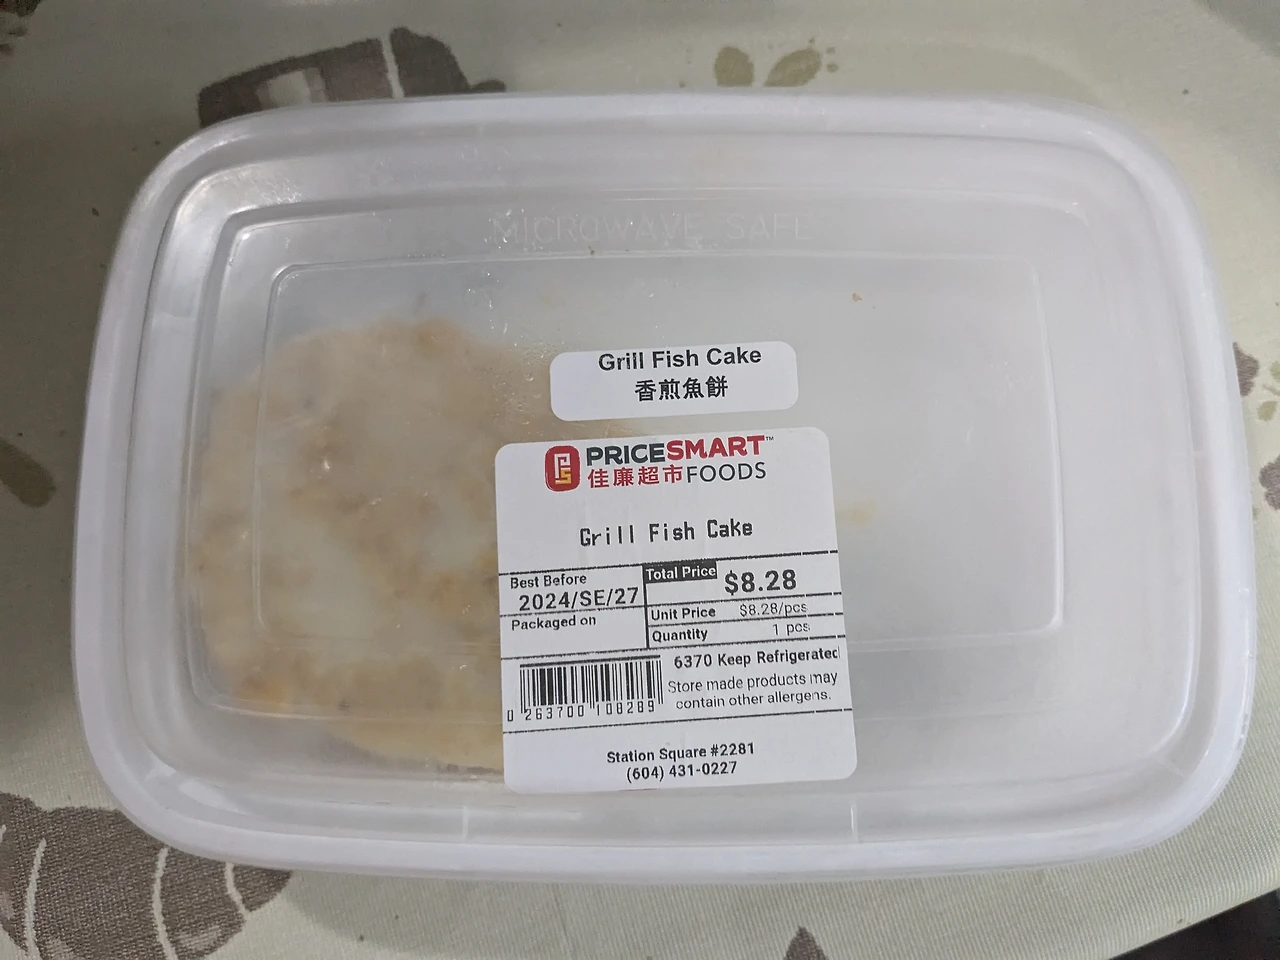 MICROWAVE SAFE
Grill Fish Cake
香煎魚餅
PRICESMART™
佳廉超市FOODS
Grill Fish Cake
Best Before
2024/SE/27
Packaged on
Total Price
$8.28
Unit Price $8.28/pcs
Quantity 1 pcs
6370 Keep Refrigerated
Store made products may
contain other allergens.
0 263700 108289
Station Square #2281
(604) 431-0227